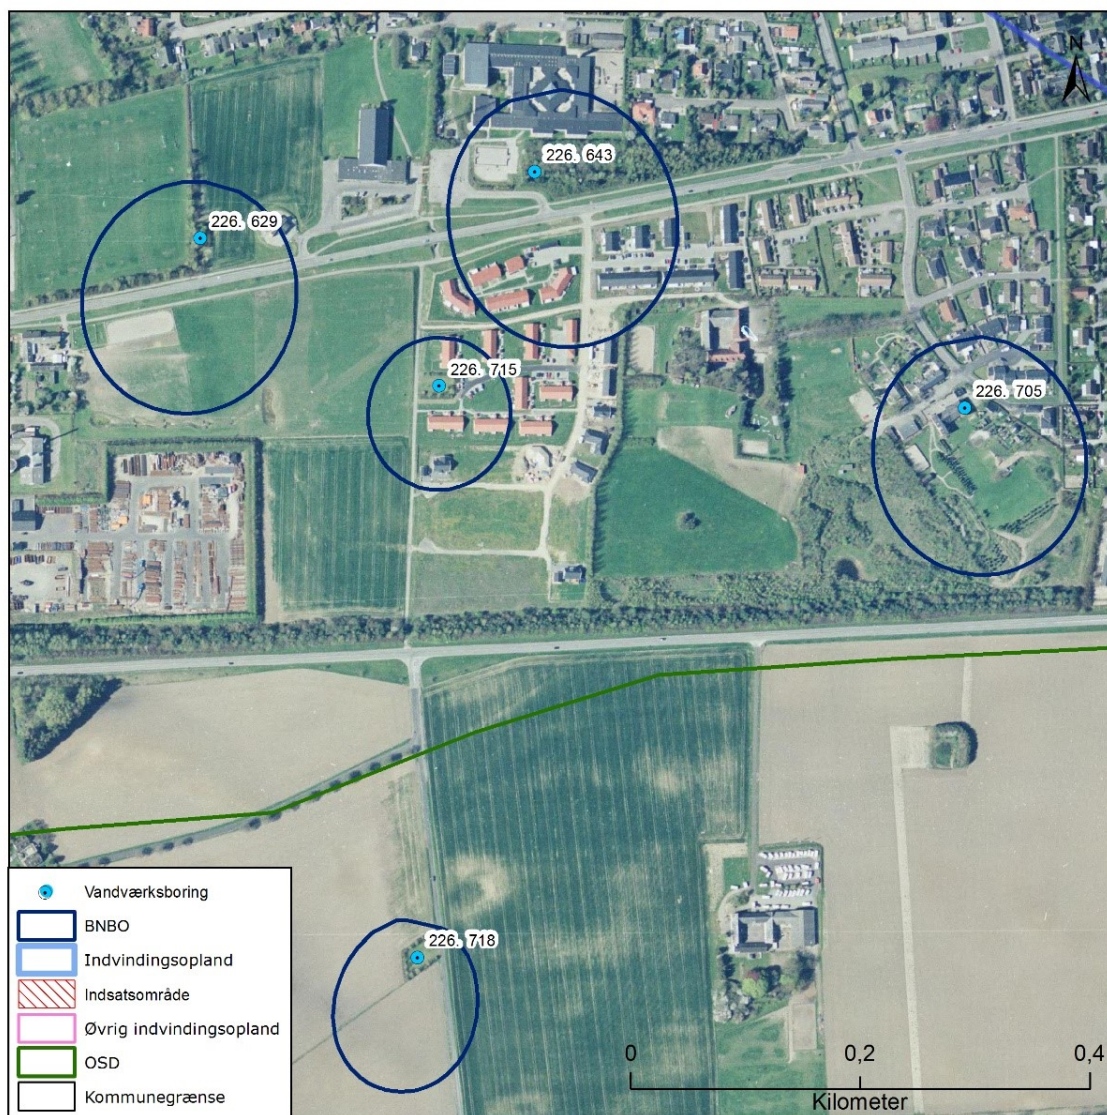 N
226. 643
226. 629
226. 715
226. 705
226. 718
Vandværksboring
BNBO
Indvindingsopland
Indsatsområde
Øvrig indvindingsopland
OSD
Kommunegrænse
0 0,2 0,4
Kilometer